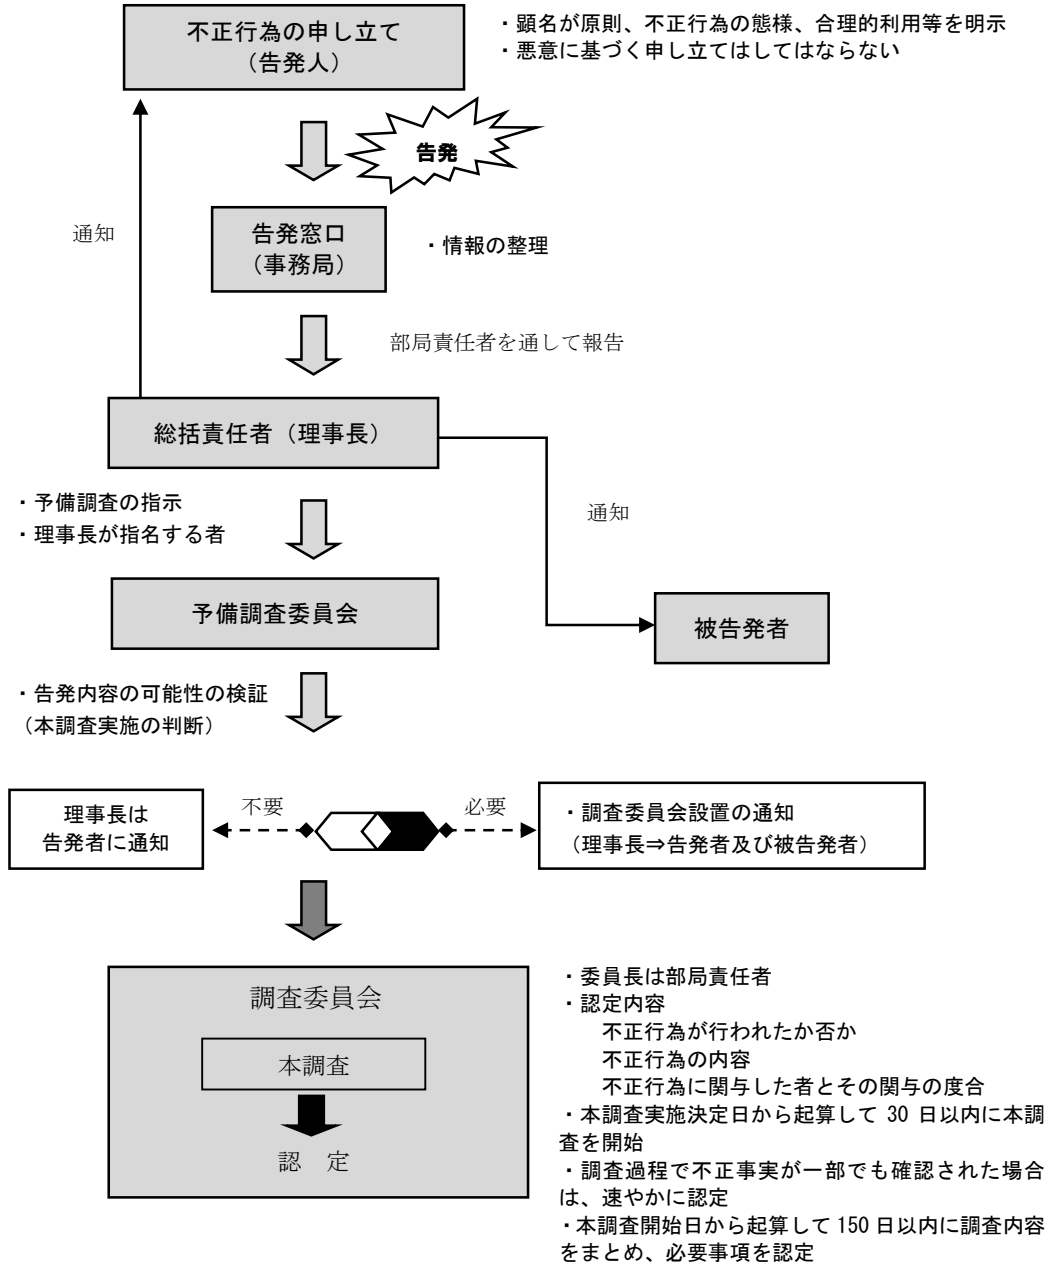 不正行為の申し立て
（告発人）
・顕名が原則、不正行為の態様、合理的利用等を明示
・悪意に基づく申し立てはしてはならない
告発
通知
告発窓口
（事務局）
・情報の整理
部局責任者を通して報告
総括責任者（理事長）
・予備調査の指示
・理事長が指名する者
通知
予備調査委員会
被告発者
・告発内容の可能性の検証
（本調査実施の判断）
理事長は
告発者に通知
不要
必要
・調査委員会設置の通知
（理事長⇒告発者及び被告発者）
調査委員会
本調査
認　定
・委員長は部局責任者
・認定内容
不正行為が行われたか否か
不正行為の内容
不正行為に関与した者とその関与の度合
・本調査実施決定日から起算して 30 日以内に本調
査を開始
・調査過程で不正事実が一部でも確認された場合
は、速やかに認定
・本調査開始日から起算して 150 日以内に調査内容
をまとめ、必要事項を認定